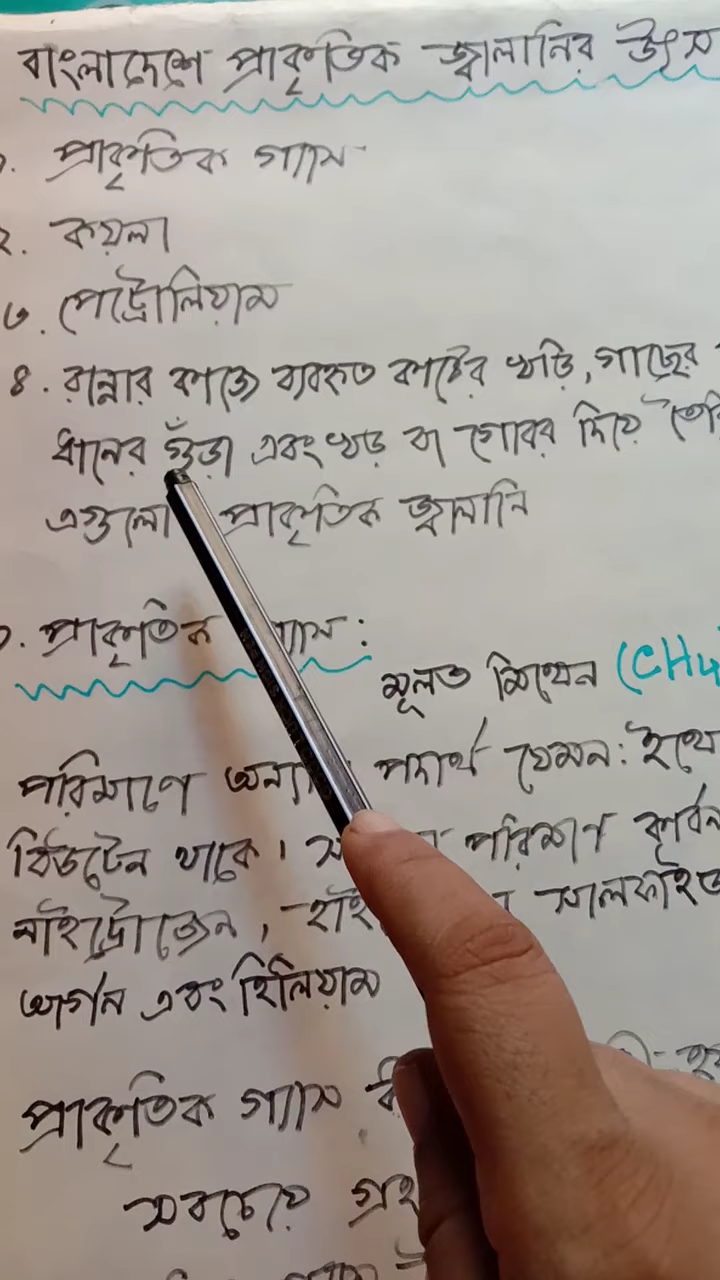 বাংলাদেশে প্রাকৃতিক জ্বালানির উৎস
১. প্রাকৃতিক গ্যাস
২. কয়লা
৩. পেট্রোলিয়াম
৪. রান্নার কাজে ব্যবহৃত কাঠের খড়ি, গাছের
ধানের গুঁড়া এবং খড় বা গোবর দিয়ে
এগুলো প্রাকৃতিক জ্বালানি
১. প্রাকৃতিক গ্যাস:
মূলত মিথেন (CH4
পরিমাণে পদার্থ যেমন: ইথে
বিউটেন থাকে। পরিমাণ কার্বন
নাইট্রোজেন, সালফাইড
আর্গন এবং হিলিয়াম
প্রাকৃতিক গ্যাস
সবচেয়ে